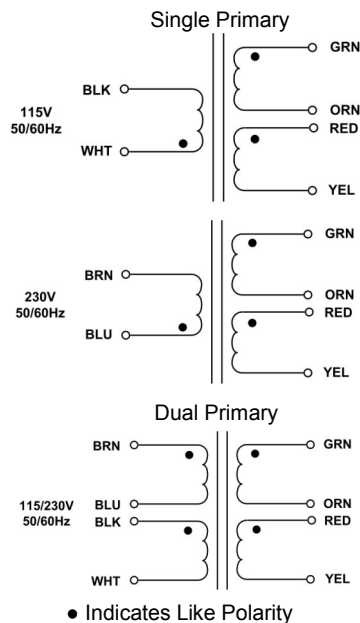 Single Primary
GRN
BLK
115V
50/60Hz
ORN
RED
WHT
YEL
GRN
BRN
230V
50/60Hz
ORN
RED
BLU
YEL
Dual Primary
BRN
GRN
115/230V
50/60Hz
BLU
BLK
ORN
RED
WHT
YEL
● Indicates Like Polarity